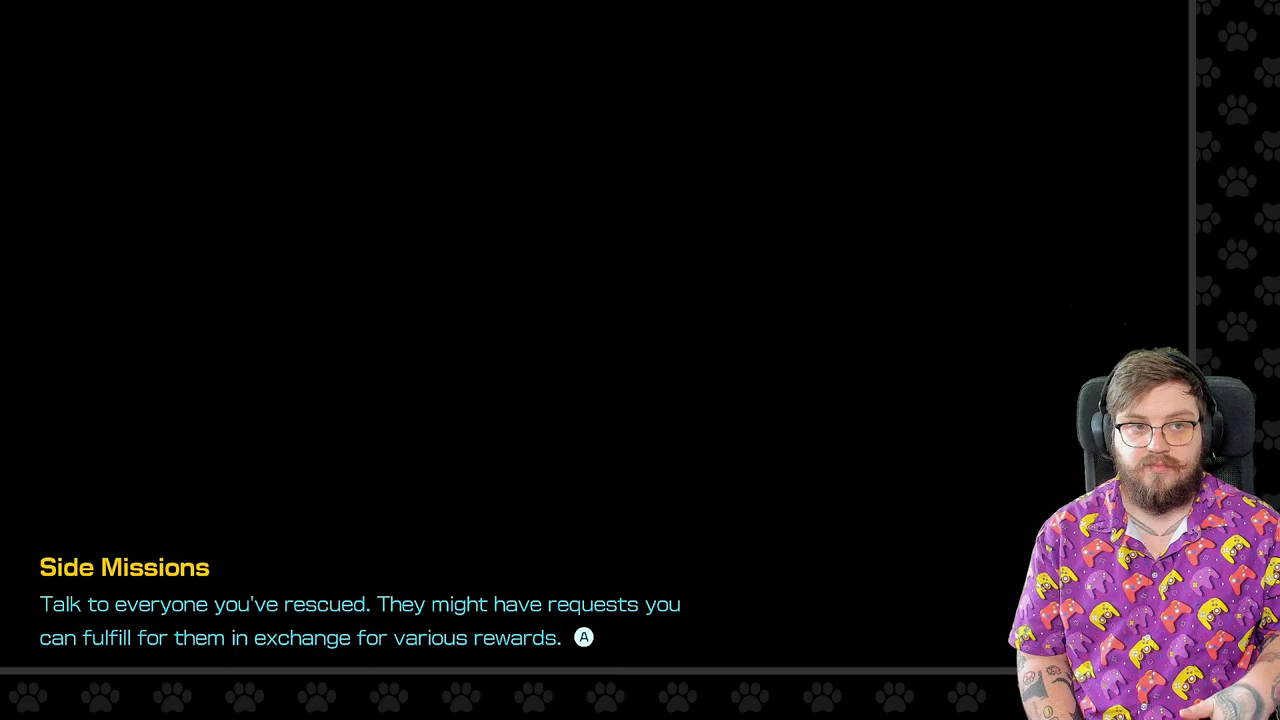 Side Missions
Talk to everyone you've rescued. They might have requests you
can fulfill for them in exchange for various rewards. A